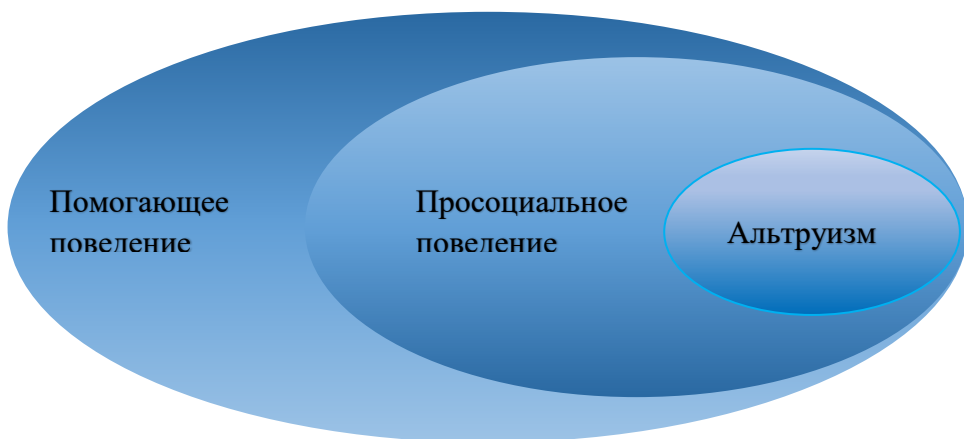 Помогающее
поведение
Просоциальное
поведение
Альтруизм